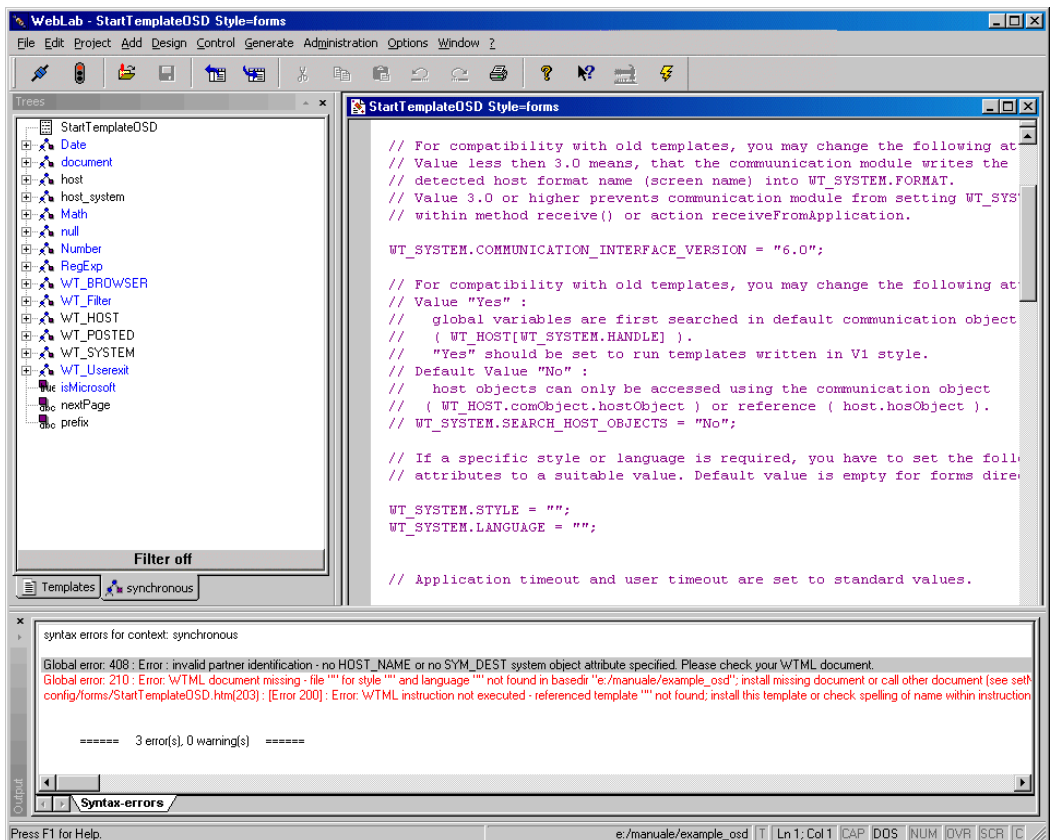 WebLab - StartTemplateOSD Style=forms
File Edit Project Add Design Control Generate Administration Options Window ?
Trees
StartTemplateOSD
Date
document
host
host_system
Math
null
Number
RegExp
WT_BROWSER
WT_Filter
WT_HOST
WT_POSTED
WT_SYSTEM
WT_Userexit
true isMicrosoft
abc nextPage
abc prefix
Filter off
Templates synchronous
StartTemplateOSD Style=forms
// For compatibility with old templates, you may change the following at
// Value less then 3.0 means, that the commuunication module writes the
// detected host format name (screen name) into WT_SYSTEM.FORMAT.
// Value 3.0 or higher prevents communication module from setting WT_SYS
// within method receive() or action receiveFromApplication.
WT_SYSTEM.COMMUNICATION_INTERFACE_VERSION = "6.0";
// For compatibility with old templates, you may change the following at
// Value "Yes" :
// global variables are first searched in default communication object
// ( WT_HOST[WT_SYSTEM.HANDLE] ).
// "Yes" should be set to run templates written in V1 style.
// Default Value "No" :
// host objects can only be accessed using the communication object
// ( WT_HOST.comObject.hostObject ) or reference ( host.hosObject ).
// WT_SYSTEM.SEARCH_HOST_OBJECTS = "No";
// If a specific style or language is required, you have to set the foll
// attributes to a suitable value. Default value is empty for forms dire
WT_SYSTEM.STYLE = "";
WT_SYSTEM.LANGUAGE = "";
// Application timeout and user timeout are set to standard values.
syntax errors for context: synchronous
Global error: 408 : Error : invalid partner identification - no HOST_NAME or no SYM_DEST system object attribute specified. Please check your WTML document.
Global error: 210 : Error: WTML document missing - file "" for style "" and language "" not found in basedir "e:/manuale/example_osd"; install missing document or call other document (see setN
config/forms/StartTemplateOSD.htm(203) : [Error 200] : Error: WTML instruction not executed - referenced template "" not found; install this template or check spelling of name within instruction
====== 3 error(s), 0 warning(s) ======
Output
Syntax-errors
Press F1 for Help.
e:/manuale/example_osd T Ln 1; Col 1 CAP DOS NUM OVR SCR C